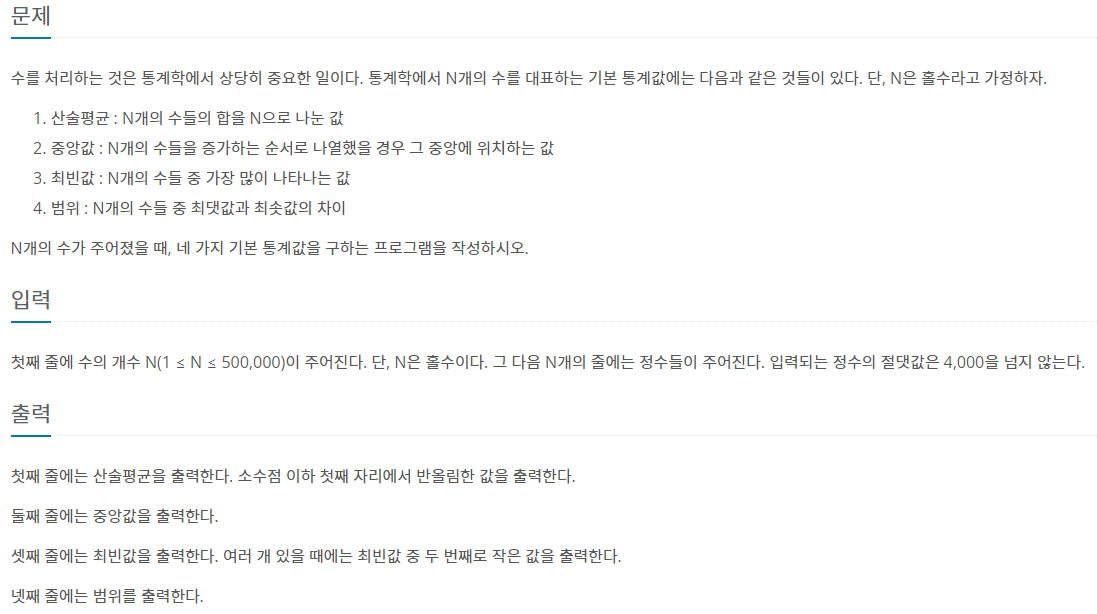 문제
수를 처리하는 것은 통계학에서 상당히 중요한 일이다. 통계학에서 N개의 수를 대표하는 기본 통계값에는 다음과 같은 것들이 있다. 단, N은 홀수라고 가정하자.
1. 산술평균 : N개의 수들의 합을 N으로 나눈 값
2. 중앙값 : N개의 수들을 증가하는 순서로 나열했을 경우 그 중앙에 위치하는 값
3. 최빈값 : N개의 수들 중 가장 많이 나타나는 값
4. 범위 : N개의 수들 중 최댓값과 최솟값의 차이
N개의 수가 주어졌을 때, 네 가지 기본 통계값을 구하는 프로그램을 작성하시오.
입력
첫째 줄에 수의 개수 N(1 ≤ N ≤ 500,000)이 주어진다. 단, N은 홀수이다. 그 다음 N개의 줄에는 정수들이 주어진다. 입력되는 정수의 절댓값은 4,000을 넘지 않는다.
출력
첫째 줄에는 산술평균을 출력한다. 소수점 이하 첫째 자리에서 반올림한 값을 출력한다.
둘째 줄에는 중앙값을 출력한다.
셋째 줄에는 최빈값을 출력한다. 여러 개 있을 때에는 최빈값 중 두 번째로 작은 값을 출력한다.
넷째 줄에는 범위를 출력한다.